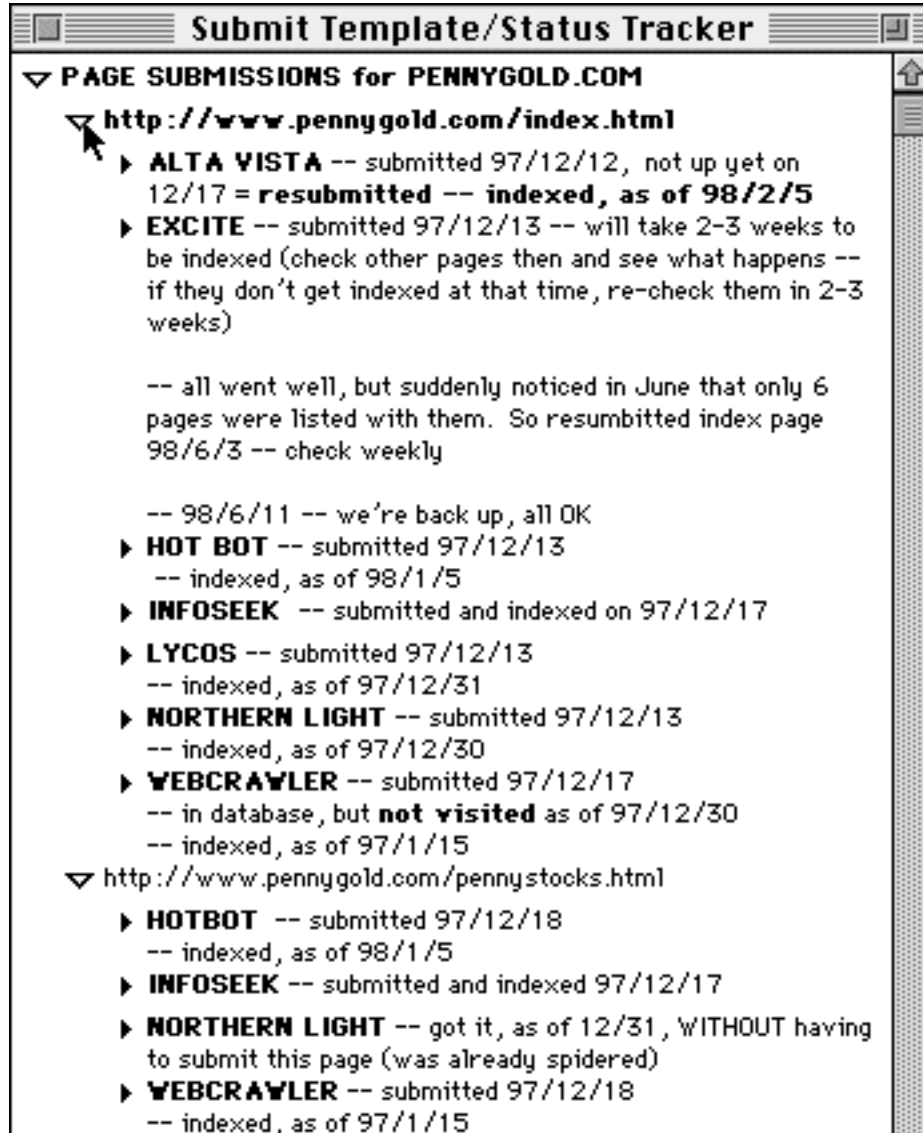 Submit Template/Status Tracker
PAGE SUBMISSIONS for PENNYGOLD.COM
http://www.pennygold.com/index.html
ALTA VISTA -- submitted 97/12/12, not up yet on
12/17 = resubmitted -- indexed, as of 98/2/5
EXCITE -- submitted 97/12/13 -- will take 2-3 weeks to
be indexed (check other pages then and see what happens --
if they don't get indexed at that time, re-check them in 2-3
weeks)
-- all went well, but suddenly noticed in June that only 6
pages were listed with them. So resumbitted index page
98/6/3 -- check weekly
-- 98/6/11 -- we're back up, all OK
HOT BOT -- submitted 97/12/13
-- indexed, as of 98/1/5
INFOSEEK -- submitted and indexed on 97/12/17
LYCOS -- submitted 97/12/13
-- indexed, as of 97/12/31
NORTHERN LIGHT -- submitted 97/12/13
-- indexed, as of 97/12/30
WEBCRAWLER -- submitted 97/12/17
-- in database, but not visited as of 97/12/30
-- indexed, as of 97/1/15
http://www.pennygold.com/pennystocks.html
HOTBOT -- submitted 97/12/18
-- indexed, as of 98/1/5
INFOSEEK -- submitted and indexed 97/12/17
NORTHERN LIGHT -- got it, as of 12/31, WITHOUT having
to submit this page (was already spidered)
WEBCRAWLER -- submitted 97/12/18
-- indexed, as of 97/1/15